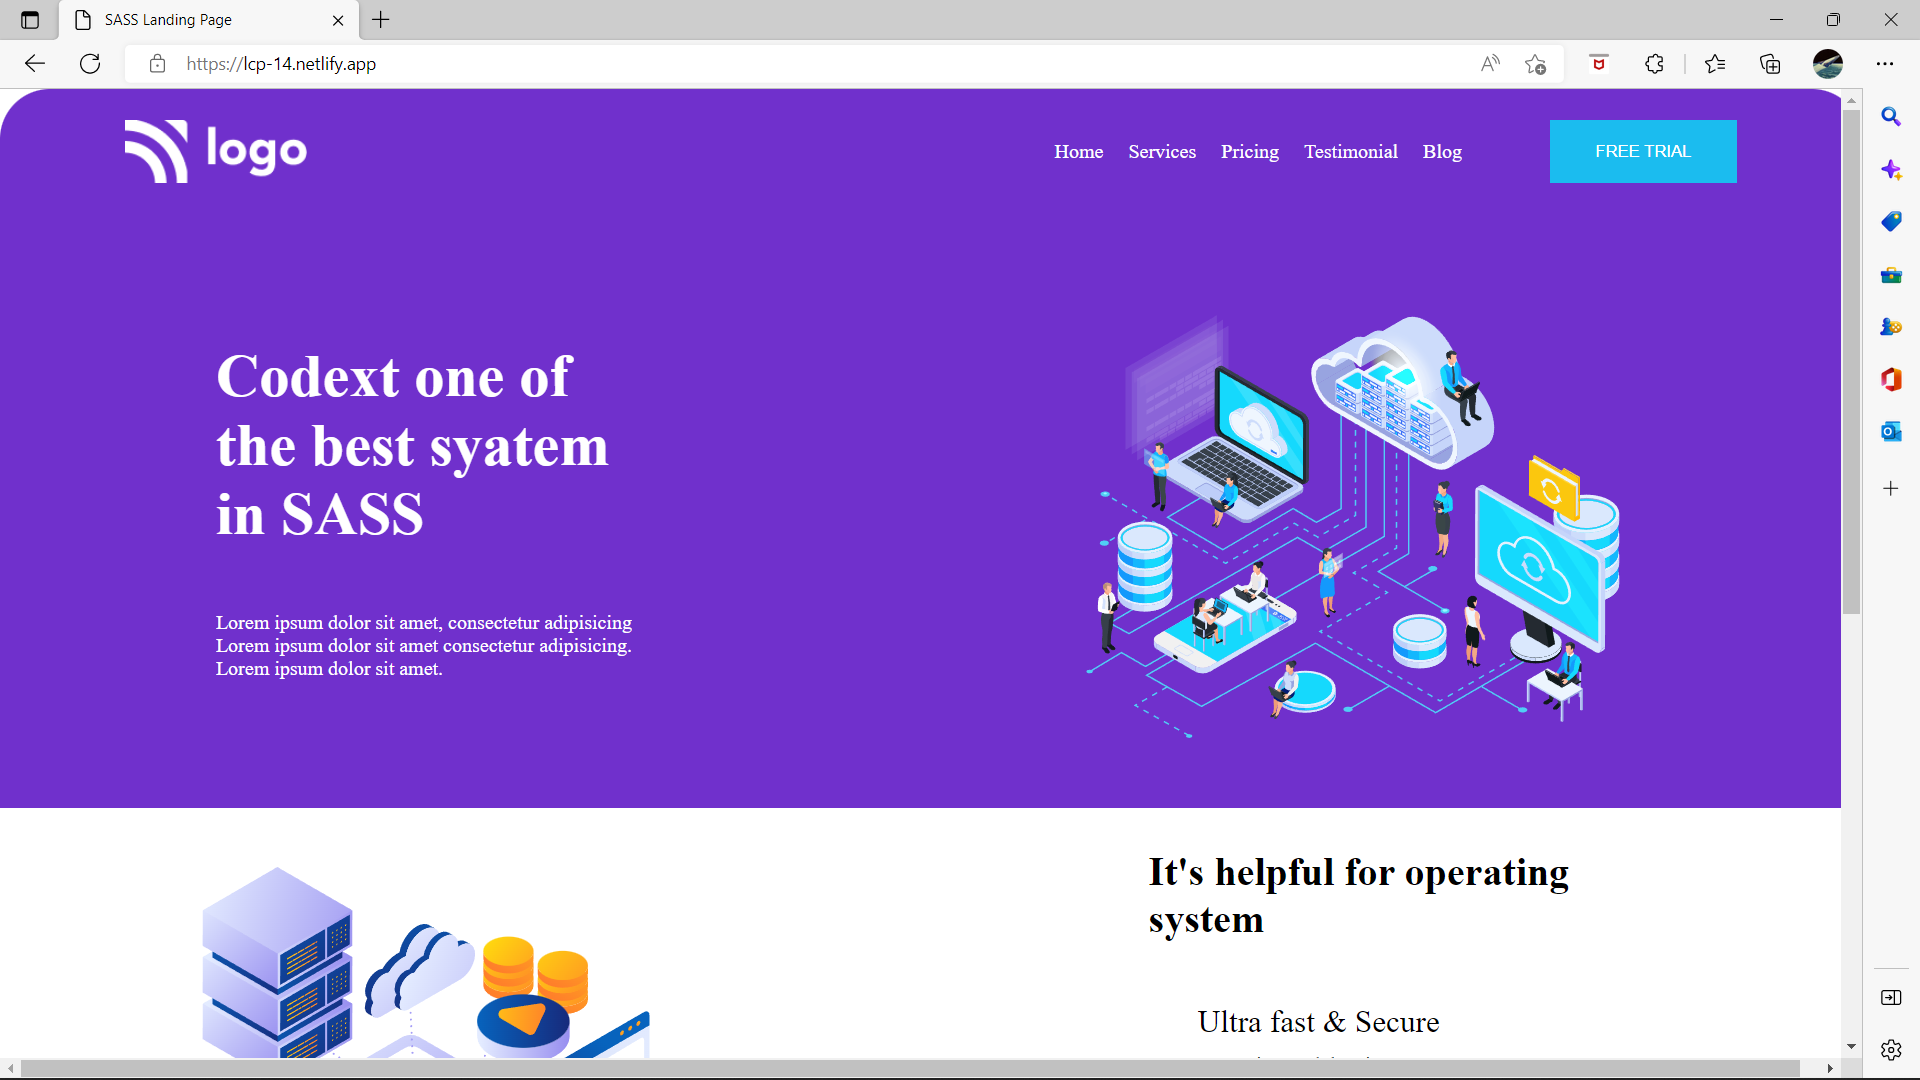 SASS Landing Page
https://lcp-14.netlify.app
logo
Home Services Pricing Testimonial Blog
FREE TRIAL
Codext one of
the best syatem
in SASS
Lorem ipsum dolor sit amet, consectetur adipisicing
Lorem ipsum dolor sit amet consectetur adipisicing.
Lorem ipsum dolor sit amet.
It's helpful for operating
system
Ultra fast & Secure